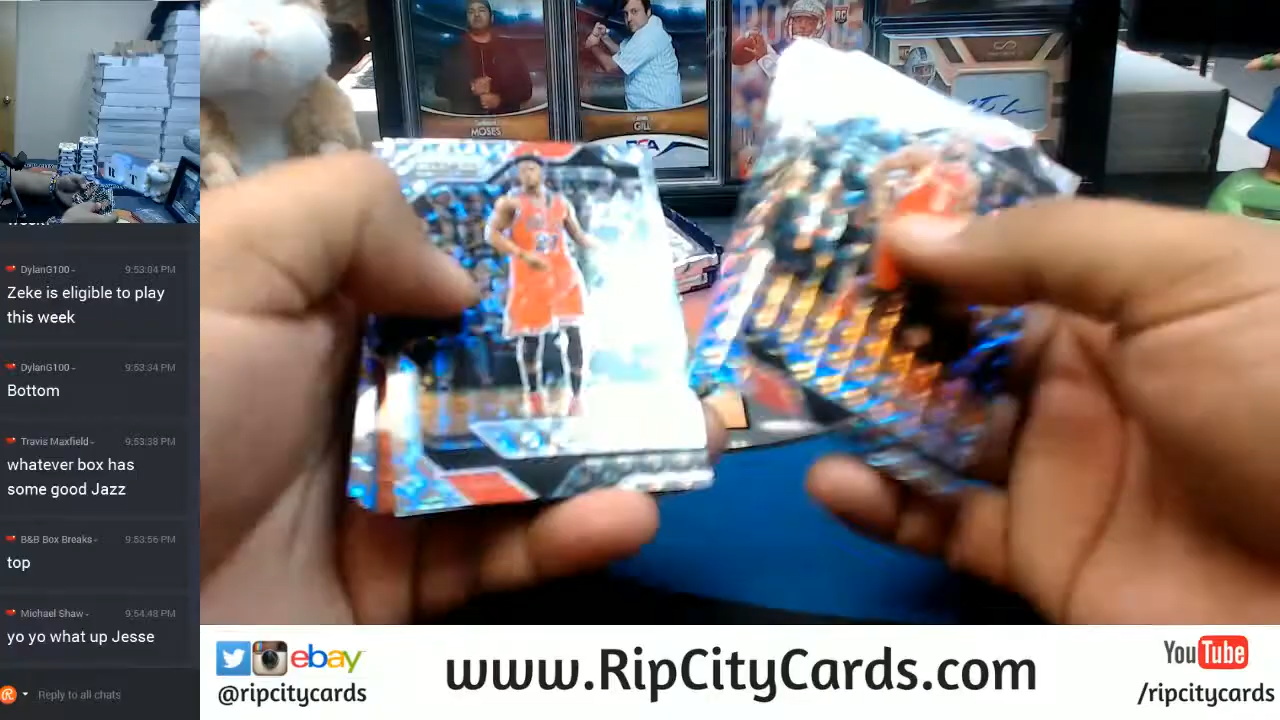 DylanG100- 9:53:04 PM
Zeke is eligible to play
this week
DylanG100- 9:53:34 PM
Bottom
Travis Maxfield- 9:53:38 PM
whatever box has
some good Jazz
B&B Box Breaks- 9:53:56 PM
top
Michael Shaw- 9:54:48 PM
yo yo what up Jesse
Reply to all chats
MOSES
GILL
ebay
@ripcitycards
www.RipCityCards.com
YouTube
/ripcitycards